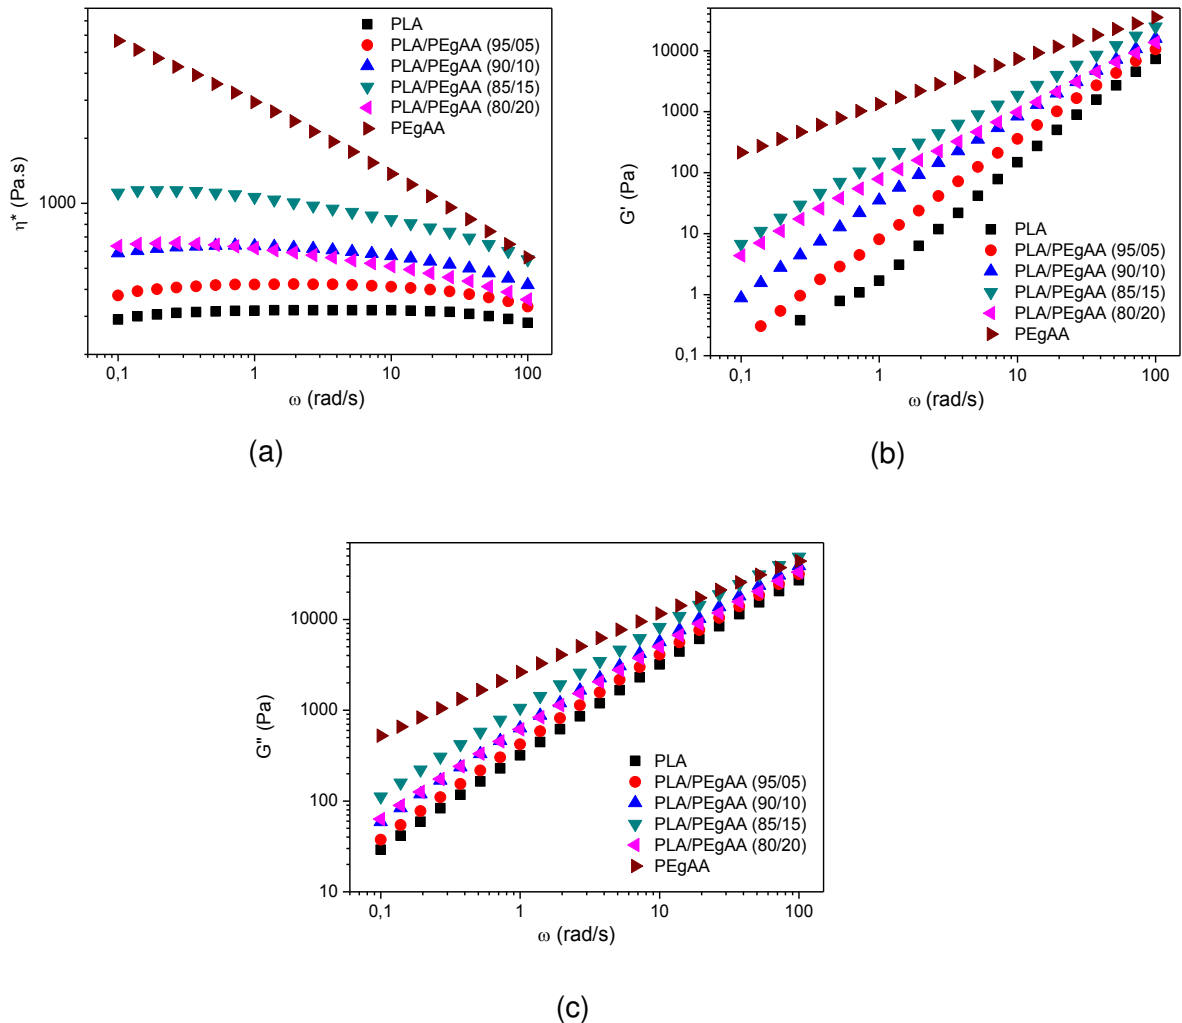 PLA
PLA/PEgAA (95/05)
PLA/PEgAA (90/10)
PLA/PEgAA (85/15)
PLA/PEgAA (80/20)
PEgAA
1000
η* (Pa.s)
0,1 1 10 100
ω (rad/s)
(a)
10000
1000
100
10
1
0,1
G' (Pa)
PLA
PLA/PEgAA (95/05)
PLA/PEgAA (90/10)
PLA/PEgAA (85/15)
PLA/PEgAA (80/20)
PEgAA
0,1 1 10 100
ω (rad/s)
(b)
10000
1000
100
10
G'' (Pa)
PLA
PLA/PEgAA (95/05)
PLA/PEgAA (90/10)
PLA/PEgAA (85/15)
PLA/PEgAA (80/20)
PEgAA
0,1 1 10 100
ω (rad/s)
(c)